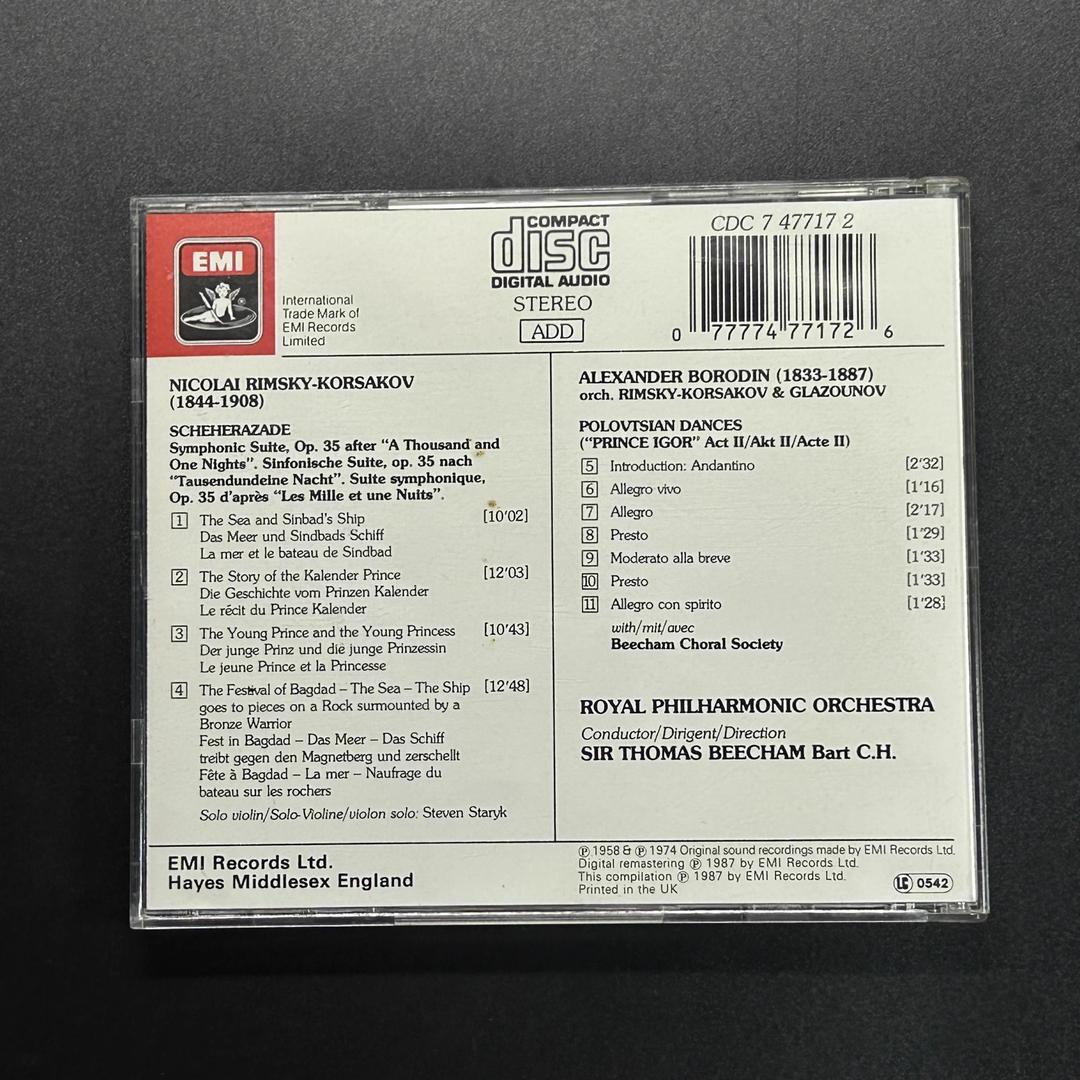 EMI
International
Trade Mark of
EMI Records
Limited
COMPACT
disc
DIGITAL AUDIO
STEREO
ADD
CDC 7 47717 2
0 77774 77172 6
NICOLAI RIMSKY-KORSAKOV
(1844-1908)
SCHEHERAZADE
Symphonic Suite, Op. 35 after “A Thousand and
One Nights”. Sinfonische Suite, op. 35 nach
“Tausendundeine Nacht”. Suite symphonique,
Op. 35 d’après “Les Mille et une Nuits”.
1 The Sea and Sinbad’s Ship [10’02]
Das Meer und Sindbads Schiff
La mer et le bateau de Sindbad
2 The Story of the Kalender Prince [12’03]
Die Geschichte vom Prinzen Kalender
Le récit du Prince Kalender
3 The Young Prince and the Young Princess [10’43]
Der junge Prinz und die junge Prinzessin
Le jeune Prince et la Princesse
4 The Festival of Bagdad – The Sea – The Ship [12’48]
goes to pieces on a Rock surmounted by a
Bronze Warrior
Fest in Bagdad – Das Meer – Das Schiff
treibt gegen den Magnetberg und zerschellt
Fête à Bagdad – La mer – Naufrage du
bateau sur les rochers
Solo violin/Solo-Violine/violon solo: Steven Staryk
ALEXANDER BORODIN (1833-1887)
orch. RIMSKY-KORSAKOV & GLAZOUNOV
POLOVTSIAN DANCES
(“PRINCE IGOR” Act II/Akt II/Acte II)
5 Introduction: Andantino [2’32]
6 Allegro vivo [1’16]
7 Allegro [2’17]
8 Presto [1’29]
9 Moderato alla breve [1’33]
10 Presto [1’33]
11 Allegro con spirito [1’28]
with/mit/avec
Beecham Choral Society
ROYAL PHILHARMONIC ORCHESTRA
Conductor/Dirigent/Direction
SIR THOMAS BEECHAM Bart C.H.
EMI Records Ltd.
Hayes Middlesex England
℗ 1958 & ℗ 1974 Original sound recordings made by EMI Records Ltd.
Digital remastering ℗ 1987 by EMI Records Ltd.
This compilation ℗ 1987 by EMI Records Ltd.
Printed in the UK
LC 0542